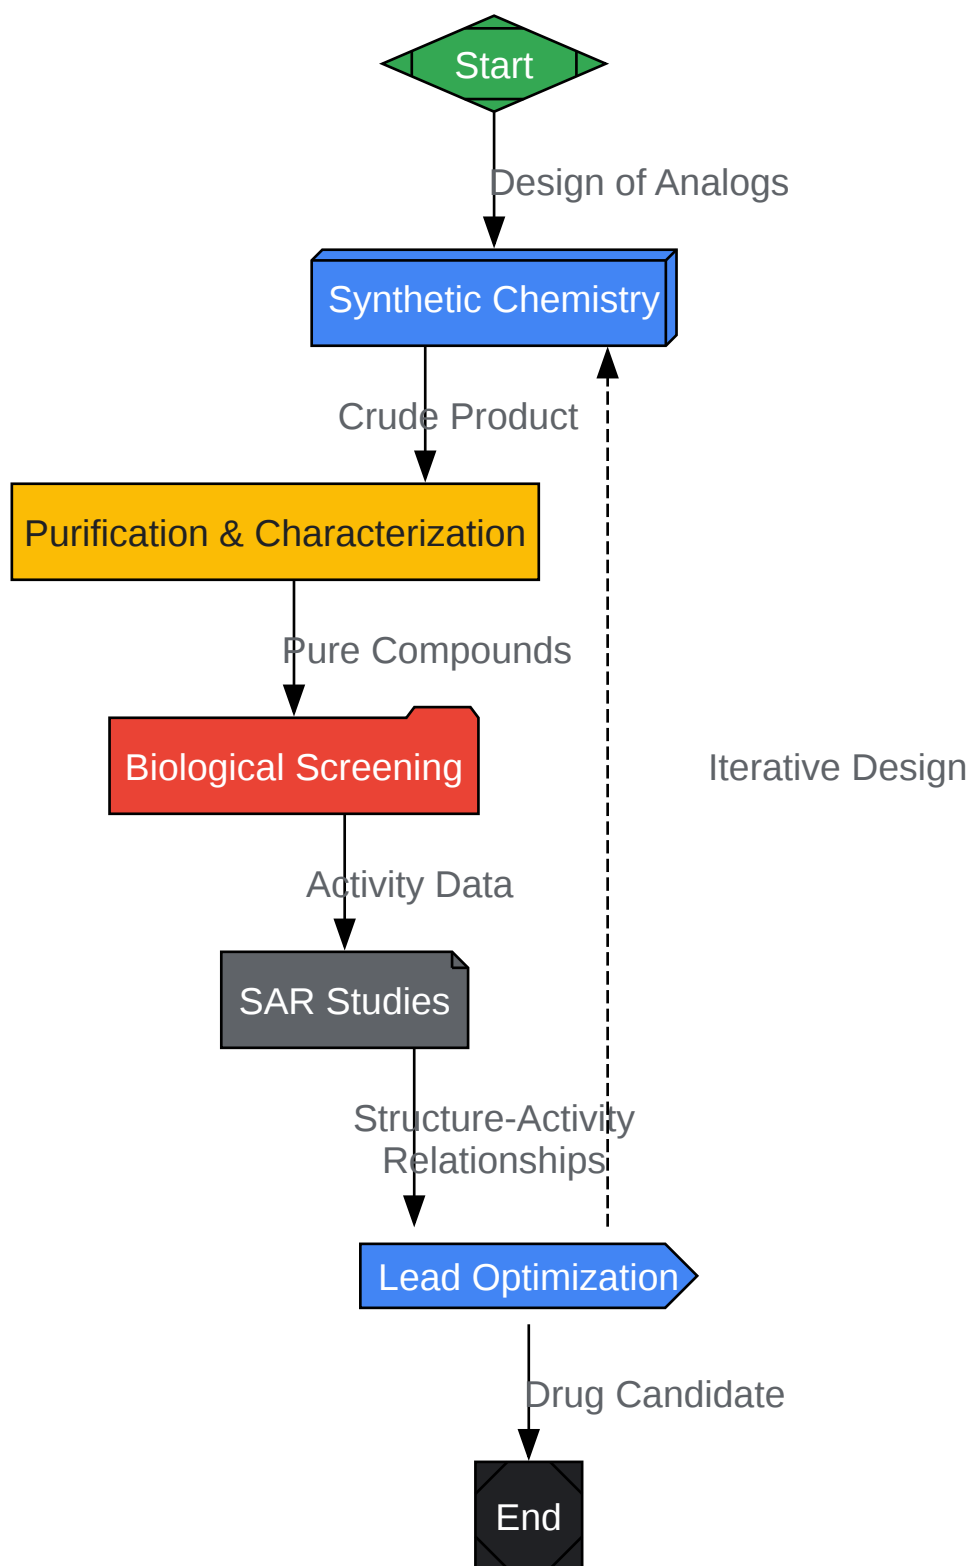 Start
Design of Analogs
Synthetic Chemistry
Crude Product
Purification & Characterization
Pure Compounds
Biological Screening
Iterative Design
Activity Data
SAR Studies
Structure-Activity
Relationships
Lead Optimization
Drug Candidate
End